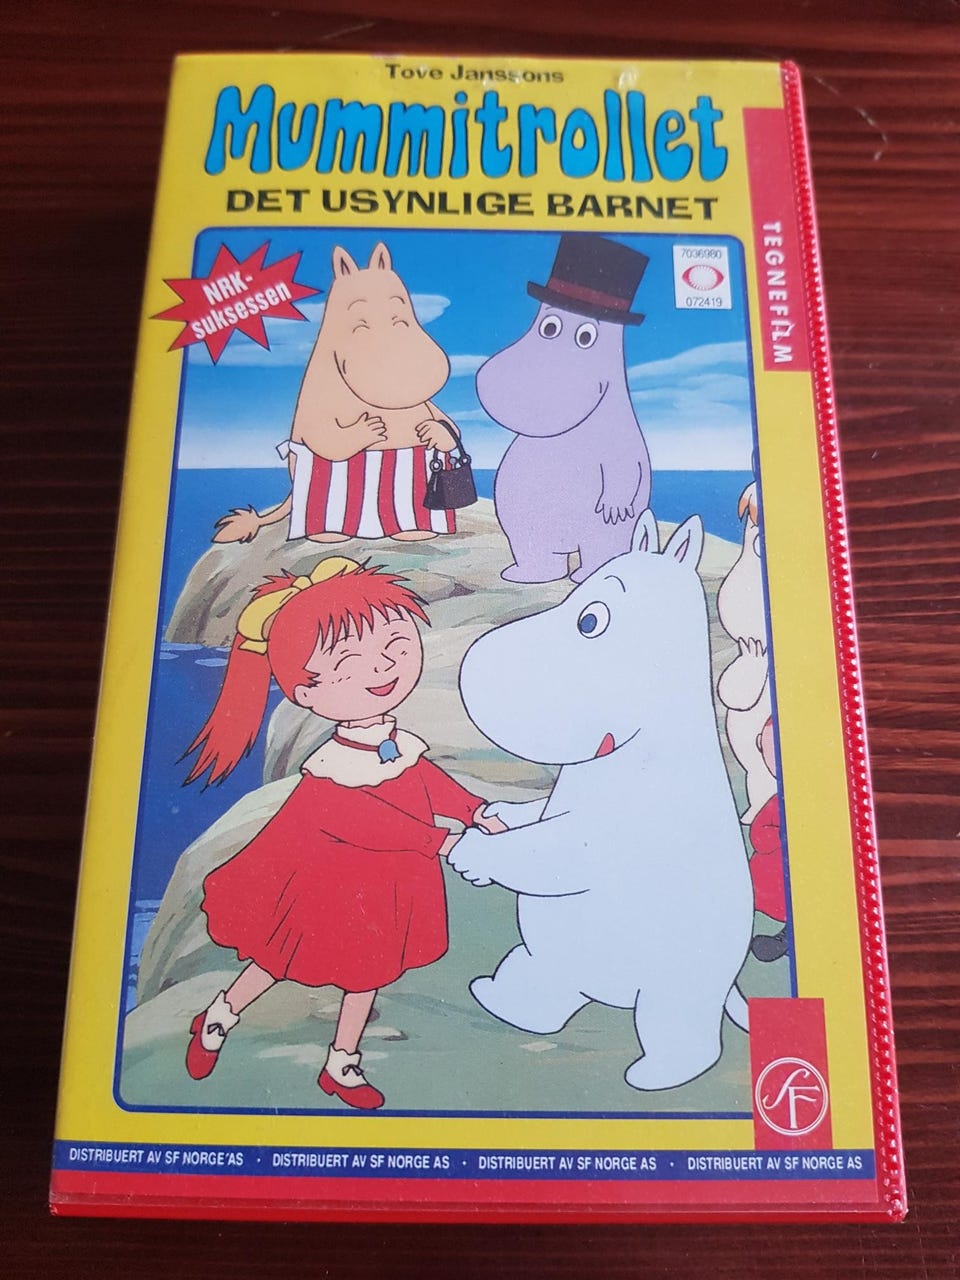 Tove Janssons
Mummitrollet
DET USYNLIGE BARNET
NRK-
suksessen
7036980
072419
TEGNEFILM
SF
DISTRIBUERT AV SF NORGE AS · DISTRIBUERT AV SF NORGE AS · DISTRIBUERT AV SF NORGE AS · DISTRIBUERT AV SF NORGE AS